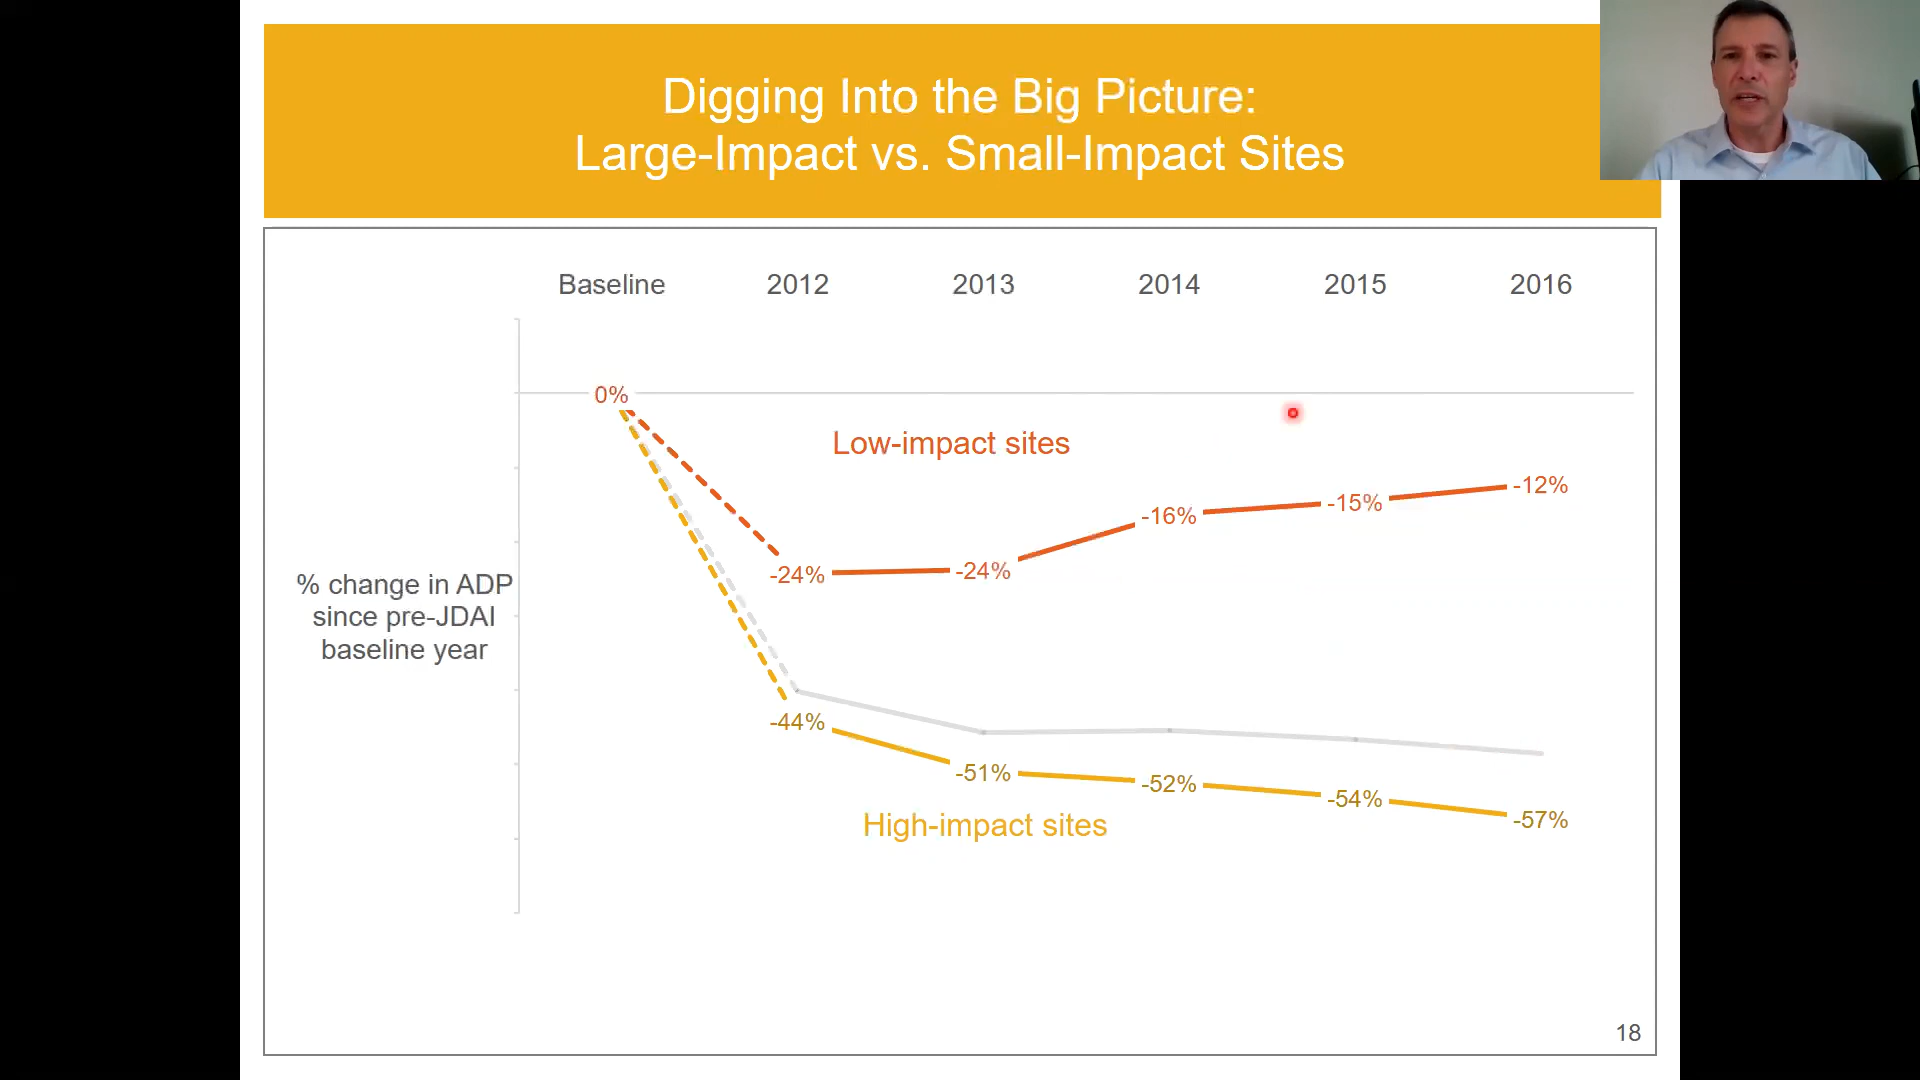 Digging Into the Big Picture:
Large-Impact vs. Small-Impact Sites
Baseline 2012 2013 2014 2015 2016
0%
Low-impact sites
-12%
-15%
-16%
-24% -24%
% change in ADP
since pre-JDAI
baseline year
-44%
-51%
-52%
-54%
-57%
High-impact sites
18